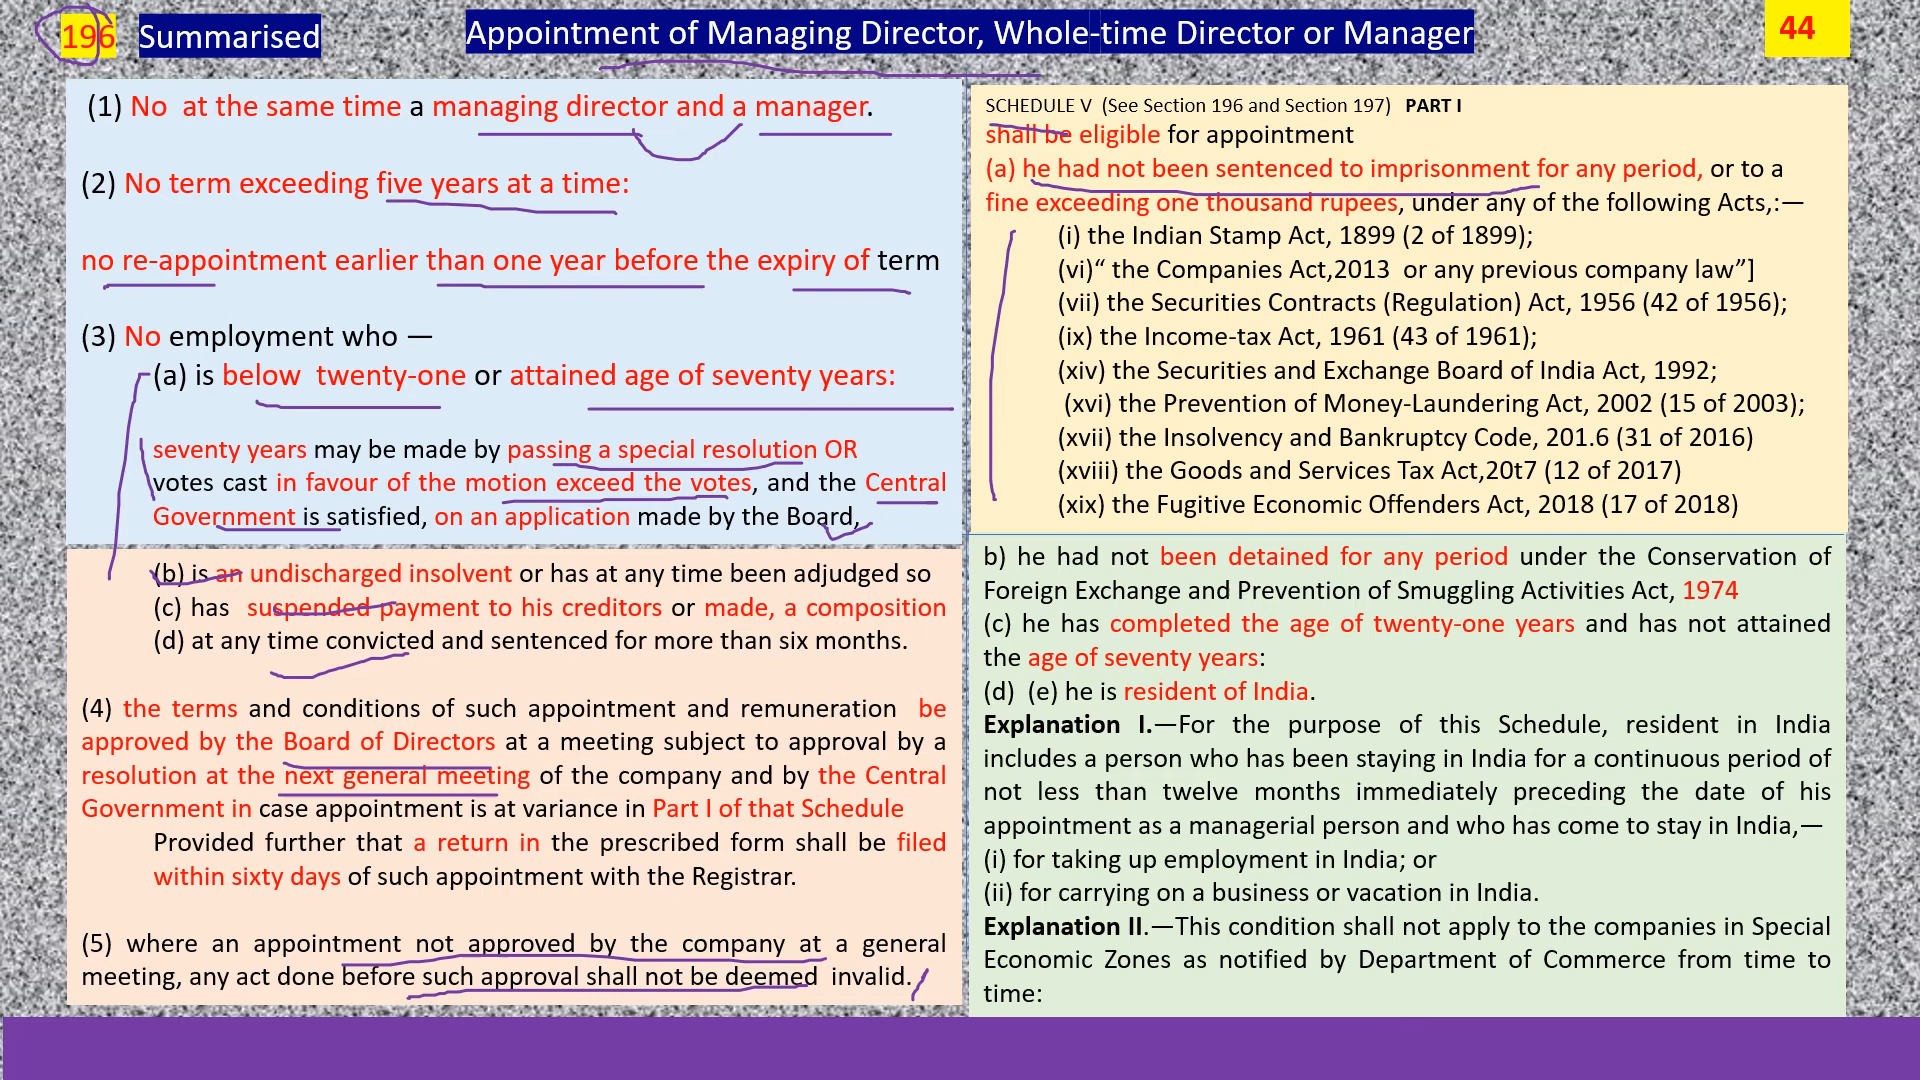 196 Summarised Appointment of Managing Director, Whole-time Director or Manager 44
(1) No at the same time a managing director and a manager.
(2) No term exceeding five years at a time:
no re-appointment earlier than one year before the expiry of term
(3) No employment who —
(a) is below twenty-one or attained age of seventy years:
seventy years may be made by passing a special resolution OR
votes cast in favour of the motion exceed the votes, and the Central
Government is satisfied, on an application made by the Board,
(b) is an undischarged insolvent or has at any time been adjudged so
(c) has suspended payment to his creditors or made, a composition
(d) at any time convicted and sentenced for more than six months.
(4) the terms and conditions of such appointment and remuneration be
approved by the Board of Directors at a meeting subject to approval by a
resolution at the next general meeting of the company and by the Central
Government in case appointment is at variance in Part I of that Schedule
Provided further that a return in the prescribed form shall be filed
within sixty days of such appointment with the Registrar.
(5) where an appointment not approved by the company at a general
meeting, any act done before such approval shall not be deemed invalid.
SCHEDULE V (See Section 196 and Section 197) PART I
shall be eligible for appointment
(a) he had not been sentenced to imprisonment for any period, or to a
fine exceeding one thousand rupees, under any of the following Acts,:—
(i) the Indian Stamp Act, 1899 (2 of 1899);
(vi)“ the Companies Act,2013 or any previous company law”]
(vii) the Securities Contracts (Regulation) Act, 1956 (42 of 1956);
(ix) the Income-tax Act, 1961 (43 of 1961);
(xiv) the Securities and Exchange Board of India Act, 1992;
(xvi) the Prevention of Money-Laundering Act, 2002 (15 of 2003);
(xvii) the Insolvency and Bankruptcy Code, 201.6 (31 of 2016)
(xviii) the Goods and Services Tax Act,20t7 (12 of 2017)
(xix) the Fugitive Economic Offenders Act, 2018 (17 of 2018)
b) he had not been detained for any period under the Conservation of
Foreign Exchange and Prevention of Smuggling Activities Act, 1974
(c) he has completed the age of twenty-one years and has not attained
the age of seventy years:
(d) (e) he is resident of India.
Explanation I.—For the purpose of this Schedule, resident in India
includes a person who has been staying in India for a continuous period of
not less than twelve months immediately preceding the date of his
appointment as a managerial person and who has come to stay in India,—
(i) for taking up employment in India; or
(ii) for carrying on a business or vacation in India.
Explanation II.—This condition shall not apply to the companies in Special
Economic Zones as notified by Department of Commerce from time to
time: